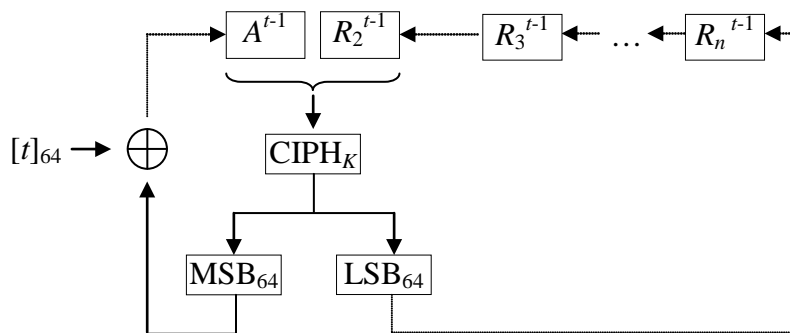 A^{t-1} R_2^{t-1} R_3^{t-1} … R_n^{t-1}
[t]_{64} CIPH_K
MSB_{64} LSB_{64}